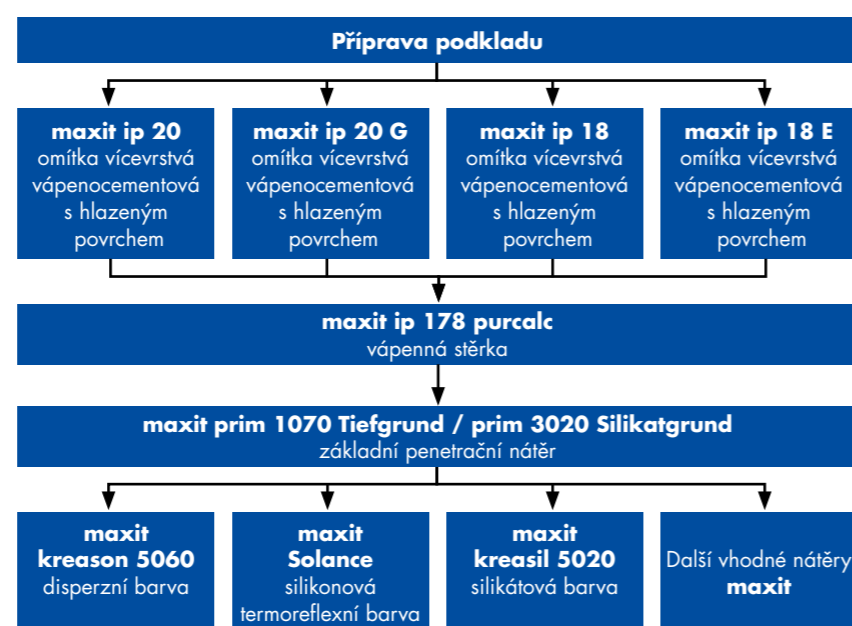 Příprava podkladu
maxit ip 20
omítka vícevrstvá
vápenocementová
s hlazeným
povrchem
maxit ip 20 G
omítka vícevrstvá
vápenocementová
s hlazeným
povrchem
maxit ip 18
omítka vícevrstvá
vápenocementová
s hlazeným
povrchem
maxit ip 18 E
omítka vícevrstvá
vápenocementová
s hlazeným
povrchem
maxit ip 178 purcalc
vápenná stěrka
maxit prim 1070 Tiefgrund / prim 3020 Silikatgrund
základní penetrační nátěr
maxit
kreason 5060
disperzní barva
maxit
Solance
silikonová
termoreflexní barva
maxit
kreasil 5020
silikátová barva
Další vhodné nátěry
maxit